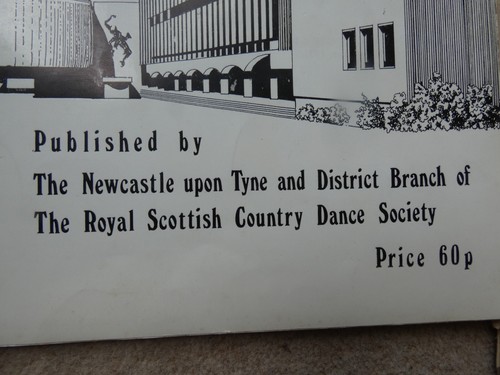 Published by
The Newcastle upon Tyne and District Branch of
The Royal Scottish Country Dance Society
Price 60p